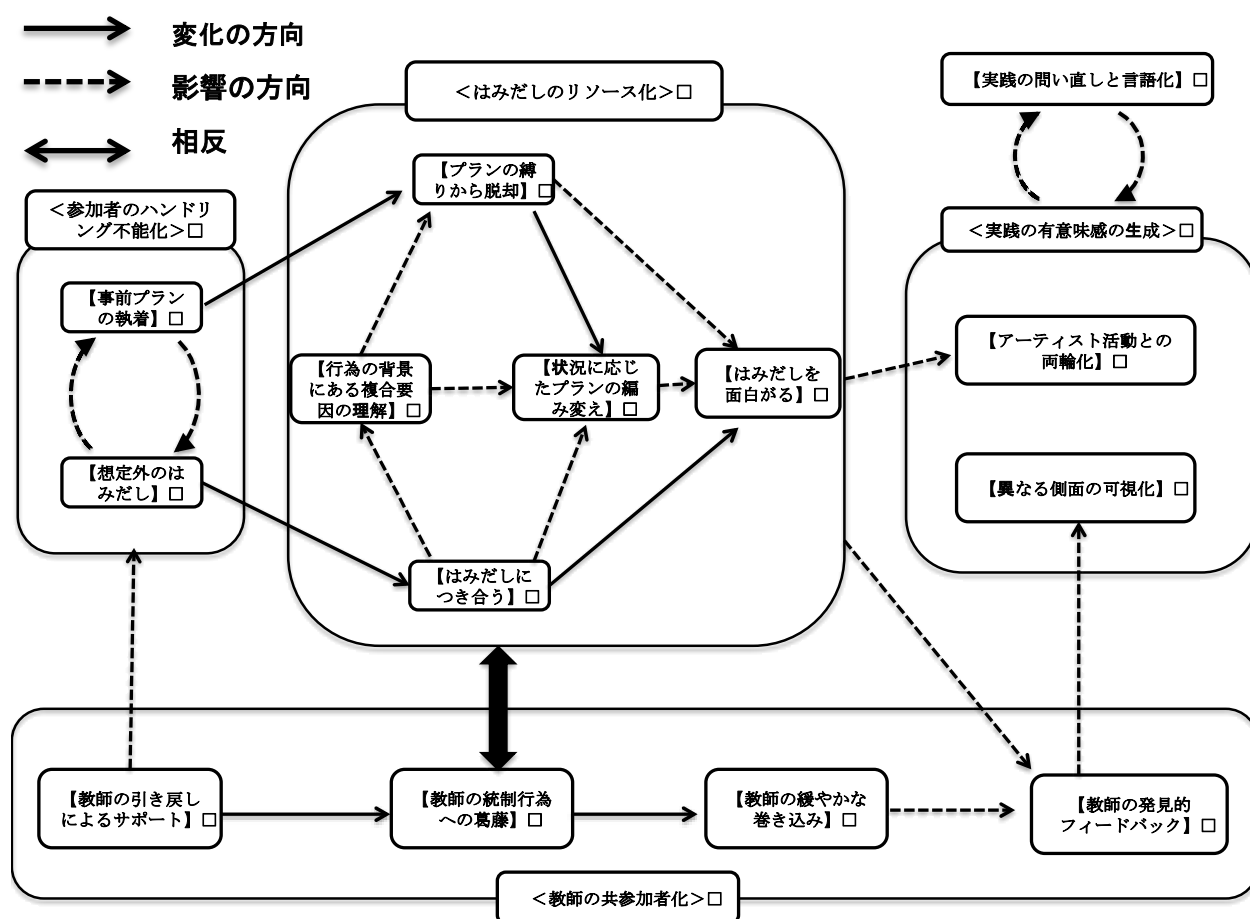 変化の方向
影響の方向
相反
<はみだしのリソース化>□
【実践の問い直しと言語化】□
【プランの縛
りから脱却】□
<参加者のハンドリ
ング不能化>□
<実践の有意味感の生成>□
【事前プラン
の執着】□
【アーティスト活動との
両輪化】□
【行為の背景
にある複合要
因の理解】□
【状況に応じ
たプランの編
み変え】□
【はみだしを
面白がる】□
【想定外のは
みだし】□
【異なる側面の可視化】□
【はみだしに
つき合う】□
【教師の引き戻し
によるサポート】□
【教師の統制行為
への葛藤】□
【教師の緩やかな
巻き込み】□
【教師の発見的
フィードバック】□
<教師の共参加者化>□